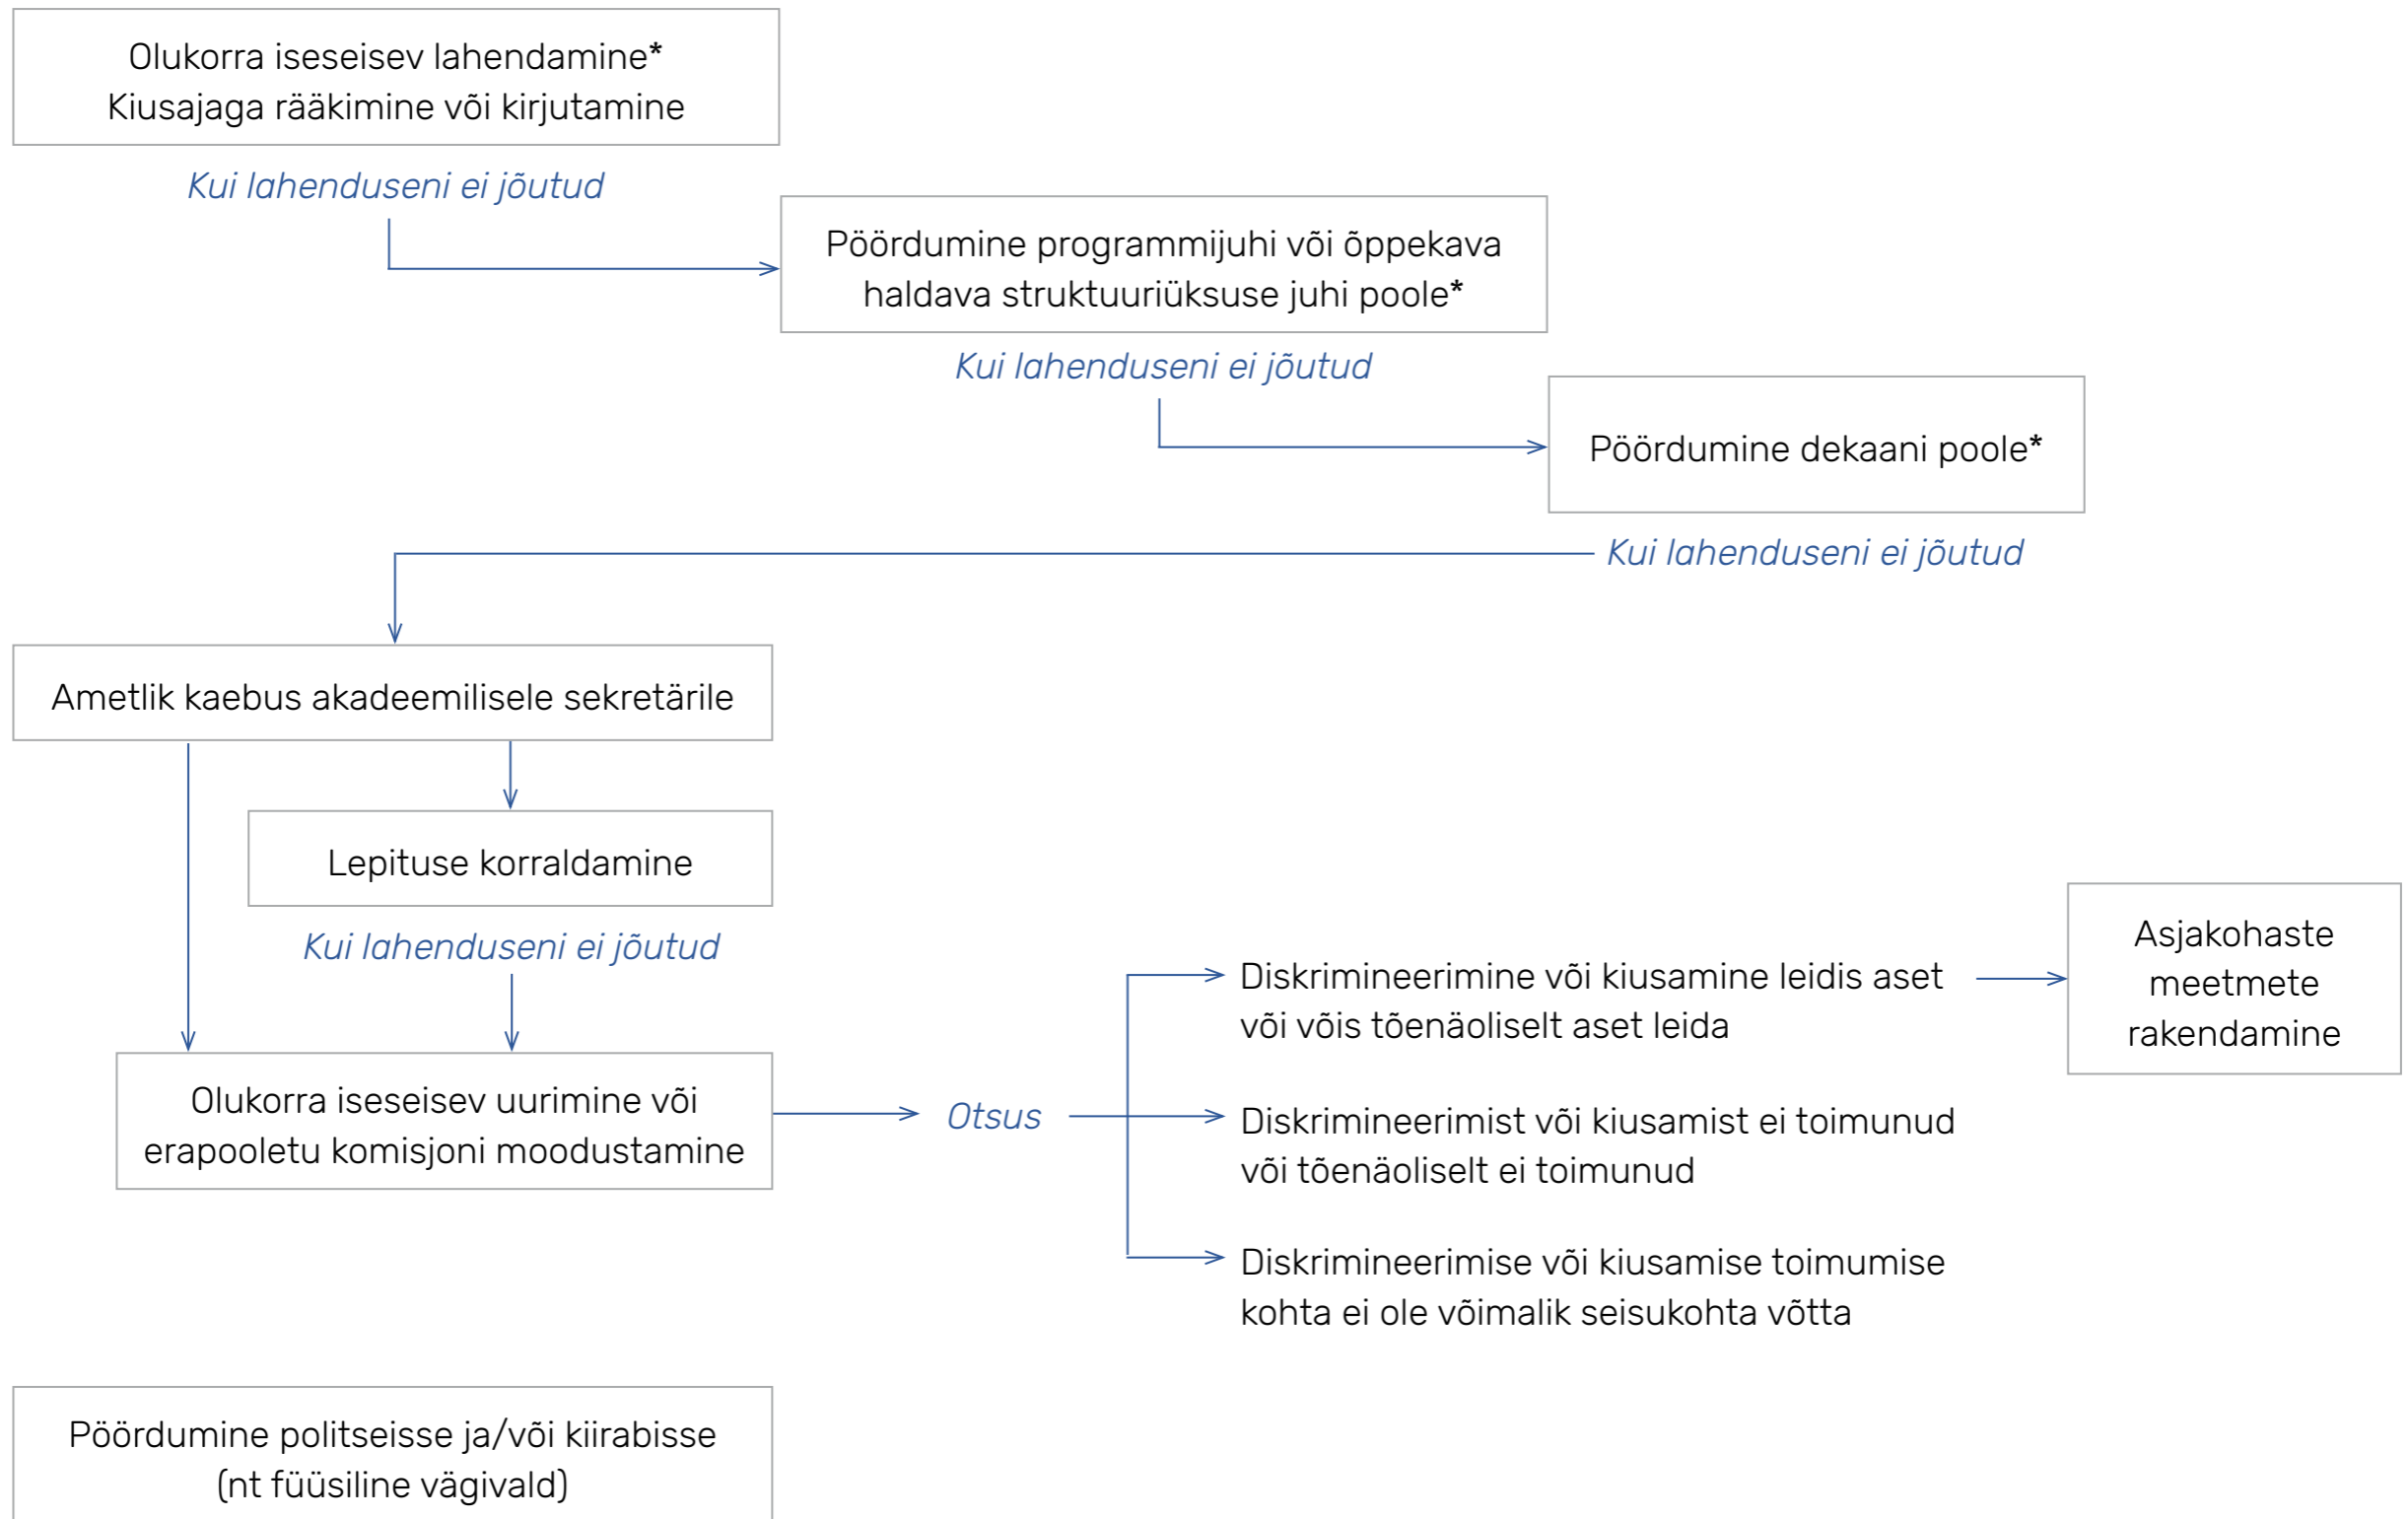 Olukorra iseseisev lahendamine*
Kiusajaga rääkimine või kirjutamine
Kui lahenduseni ei jõutud
Pöördumine programmijuhi või õppekava
haldava struktuuriüksuse juhi poole*
Kui lahenduseni ei jõutud
Pöördumine dekaani poole*
Kui lahenduseni ei jõutud
Ametlik kaebus akadeemilisele sekretärile
Lepituse korraldamine
Kui lahenduseni ei jõutud
Olukorra iseseisev uurimine või
erapooletu komisjoni moodustamine
Otsus
Diskrimineerimine või kiusamine leidis aset
või võis tõenäoliselt aset leida
Asjakohaste
meetmete
rakendamine
Diskrimineerimist või kiusamist ei toimunud
või tõenäoliselt ei toimunud
Diskrimineerimise või kiusamise toimumise
kohta ei ole võimalik seisukohta võtta
Pöördumine politseisse ja/või kiirabisse
(nt füüsiline vägivald)